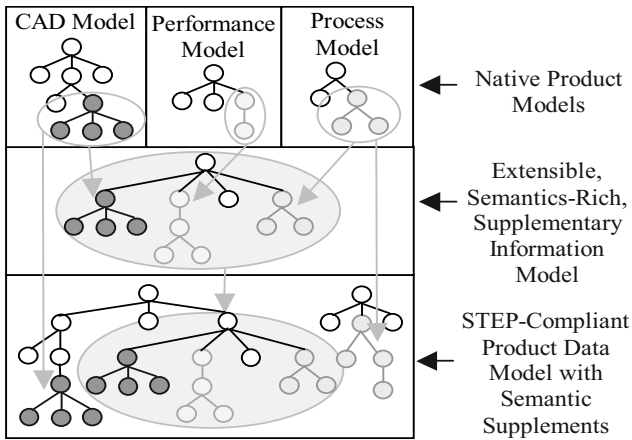 CAD Model
Performance
Model
Process
Model
Native Product
Models
Extensible,
Semantics-Rich,
Supplementary
Information
Model
STEP-Compliant
Product Data
Model with
Semantic
Supplements